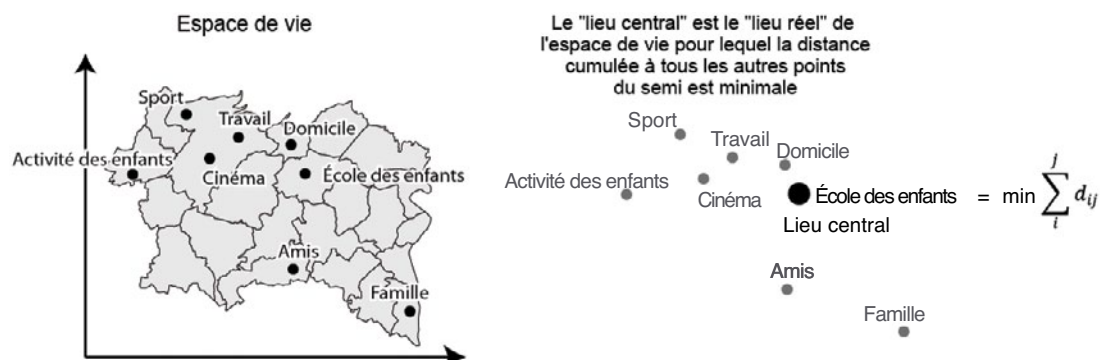 Espace de vie
Sport
Travail
Domicile
Activité des enfants
Cinéma
École des enfants
Amis
Famille
Le "lieu central" est le "lieu réel" de
l'espace de vie pour lequel la distance
cumulée à tous les autres points
du semi est minimale
Sport
Travail
Domicile
Activité des enfants
Cinéma
École des enfants = min ∑ i j d ij
Lieu central
Amis
Famille